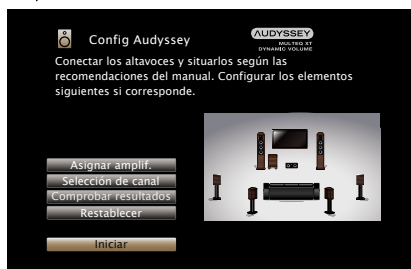 Config Audyssey
AUDYSSEY
MULTEQ XT
DYNAMIC VOLUME
Conectar los altavoces y situarlos según las
recomendaciones del manual. Configurar los elementos
siguientes si corresponde.
Asignar amplif.
Selección de canal
Comprobar resultados
Restablecer
Iniciar